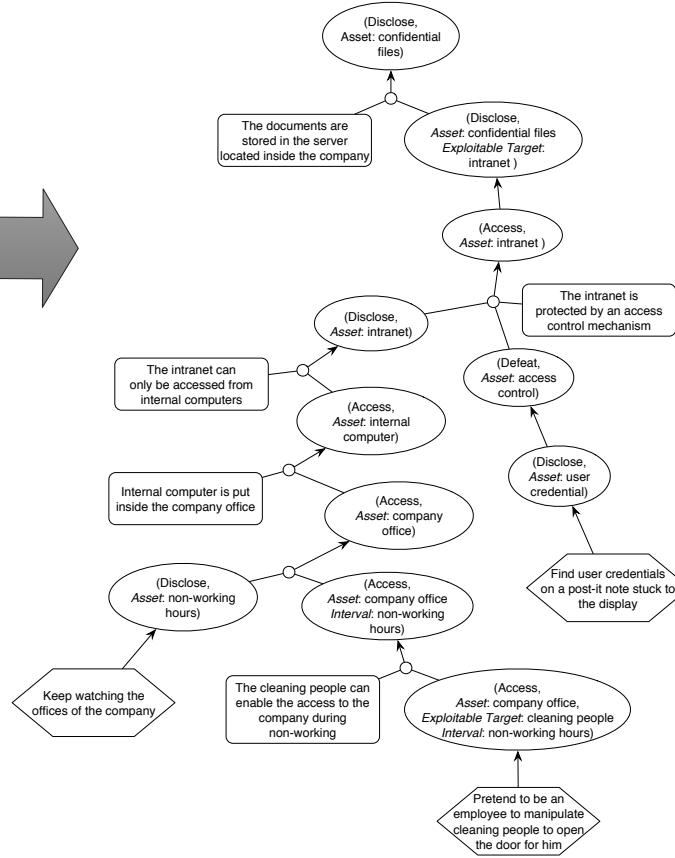 (Disclose,
Asset: confidential
files)
The documents are
stored in the server
located inside the
company
(Disclose,
Asset: confidential files
Exploitable Target:
intranet )
(Access,
Asset: intranet )
The intranet is
protected by an access
control mechanism
(Disclose,
Asset: intranet)
The intranet can
only be accessed from
internal computers
(Defeat,
Asset: access
control)
(Access,
Asset: internal
computer)
(Disclose,
Asset: user
credential)
Internal computer is put
inside the company office
(Access,
Asset: company
office)
Find user credentials
on a post-it note stuck to
the display
(Disclose,
Asset: non-working
hours)
(Access,
Asset: company office
Interval: non-working
hours)
Keep watching the
offices of the company
The cleaning people can
enable the access to the
company during
non-working
(Access,
Asset: company office,
Exploitable Target: cleaning people
Interval: non-working hours)
Pretend to be an
employee to manipulate
cleaning people to open
the door for him